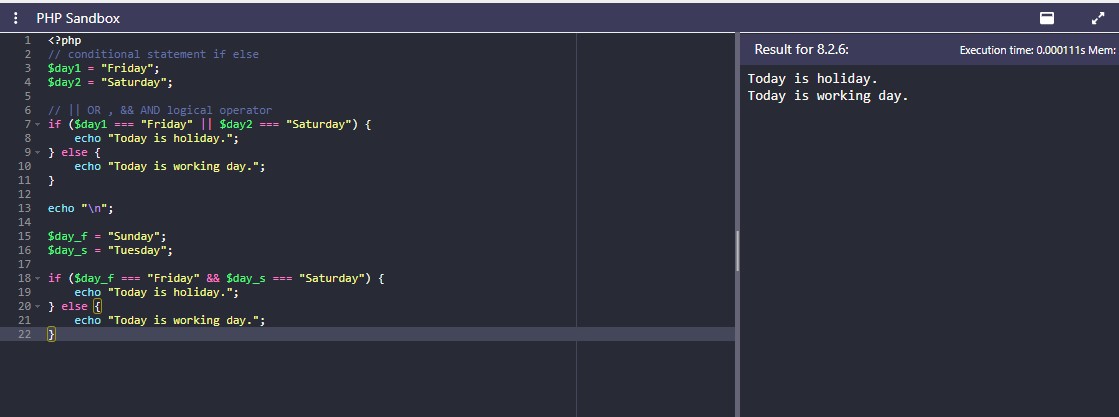 PHP Sandbox
1 <?php
2 // conditional statement if else
3 $day1 = "Friday";
4 $day2 = "Saturday";
5
6 // || OR , && AND logical operator
7 if ($day1 === "Friday" || $day2 === "Saturday") {
8     echo "Today is holiday.";
9 } else {
10     echo "Today is working day.";
11 }
12
13 echo "\n";
14
15 $day_f = "Sunday";
16 $day_s = "Tuesday";
17
18 if ($day_f === "Friday" && $day_s === "Saturday") {
19     echo "Today is holiday.";
20 } else {
21     echo "Today is working day.";
22 }
Result for 8.2.6: Execution time: 0.000111s Mem:
Today is holiday.
Today is working day.